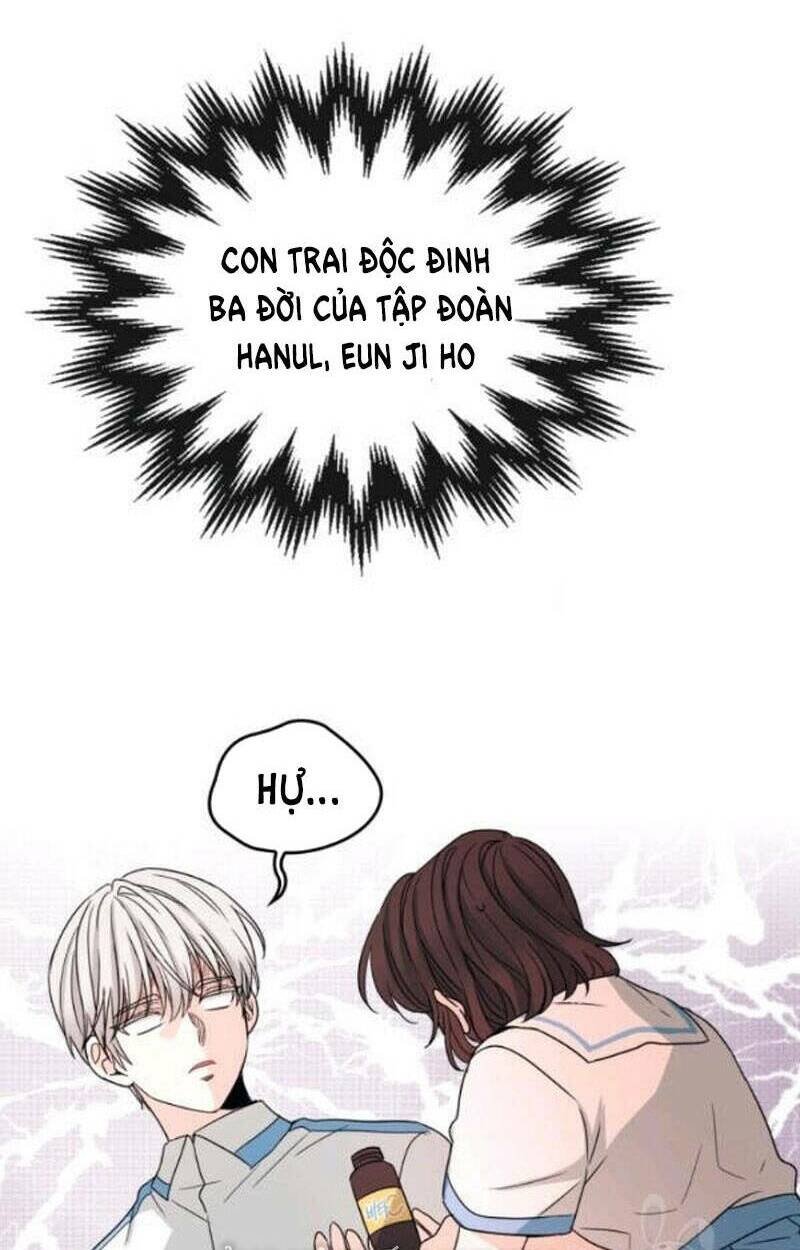 CON TRAI ĐỘC ĐINH
BA ĐỜI CỦA TẬP ĐOÀN
HANUL, EUN JI HO
HỰ...